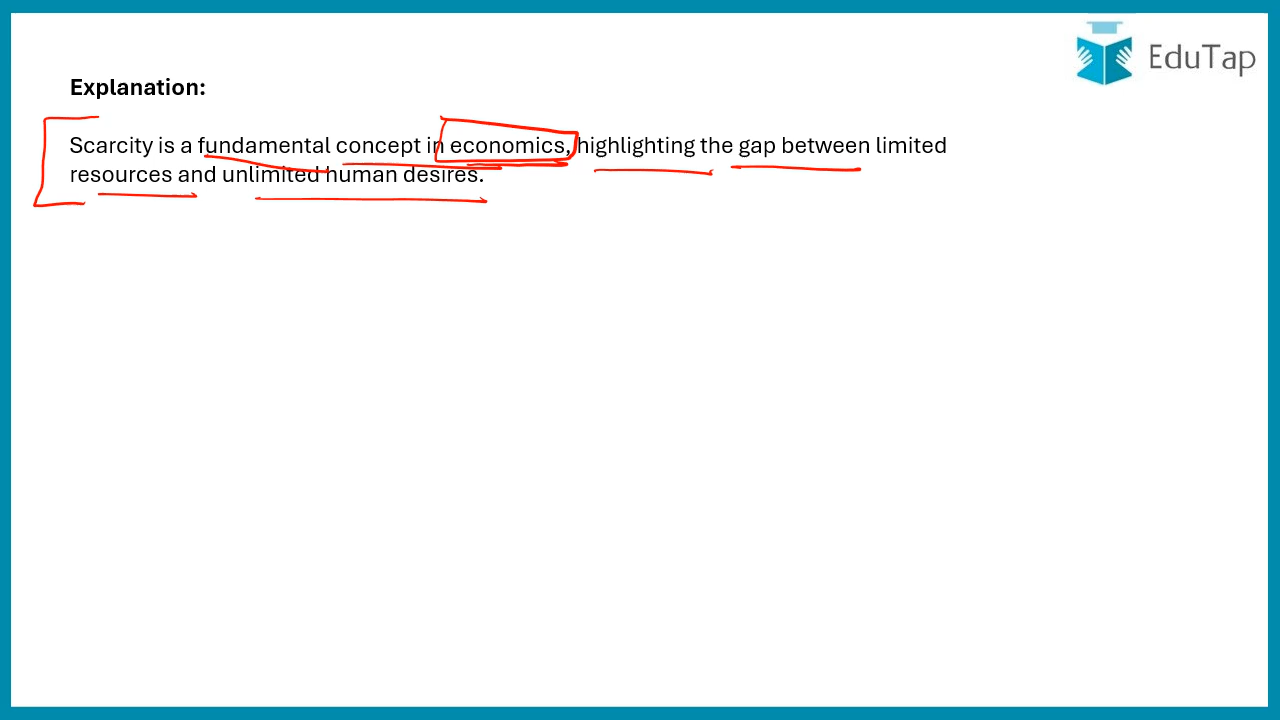 EduTap
Explanation:
Scarcity is a fundamental concept in economics, highlighting the gap between limited
resources and unlimited human desires.